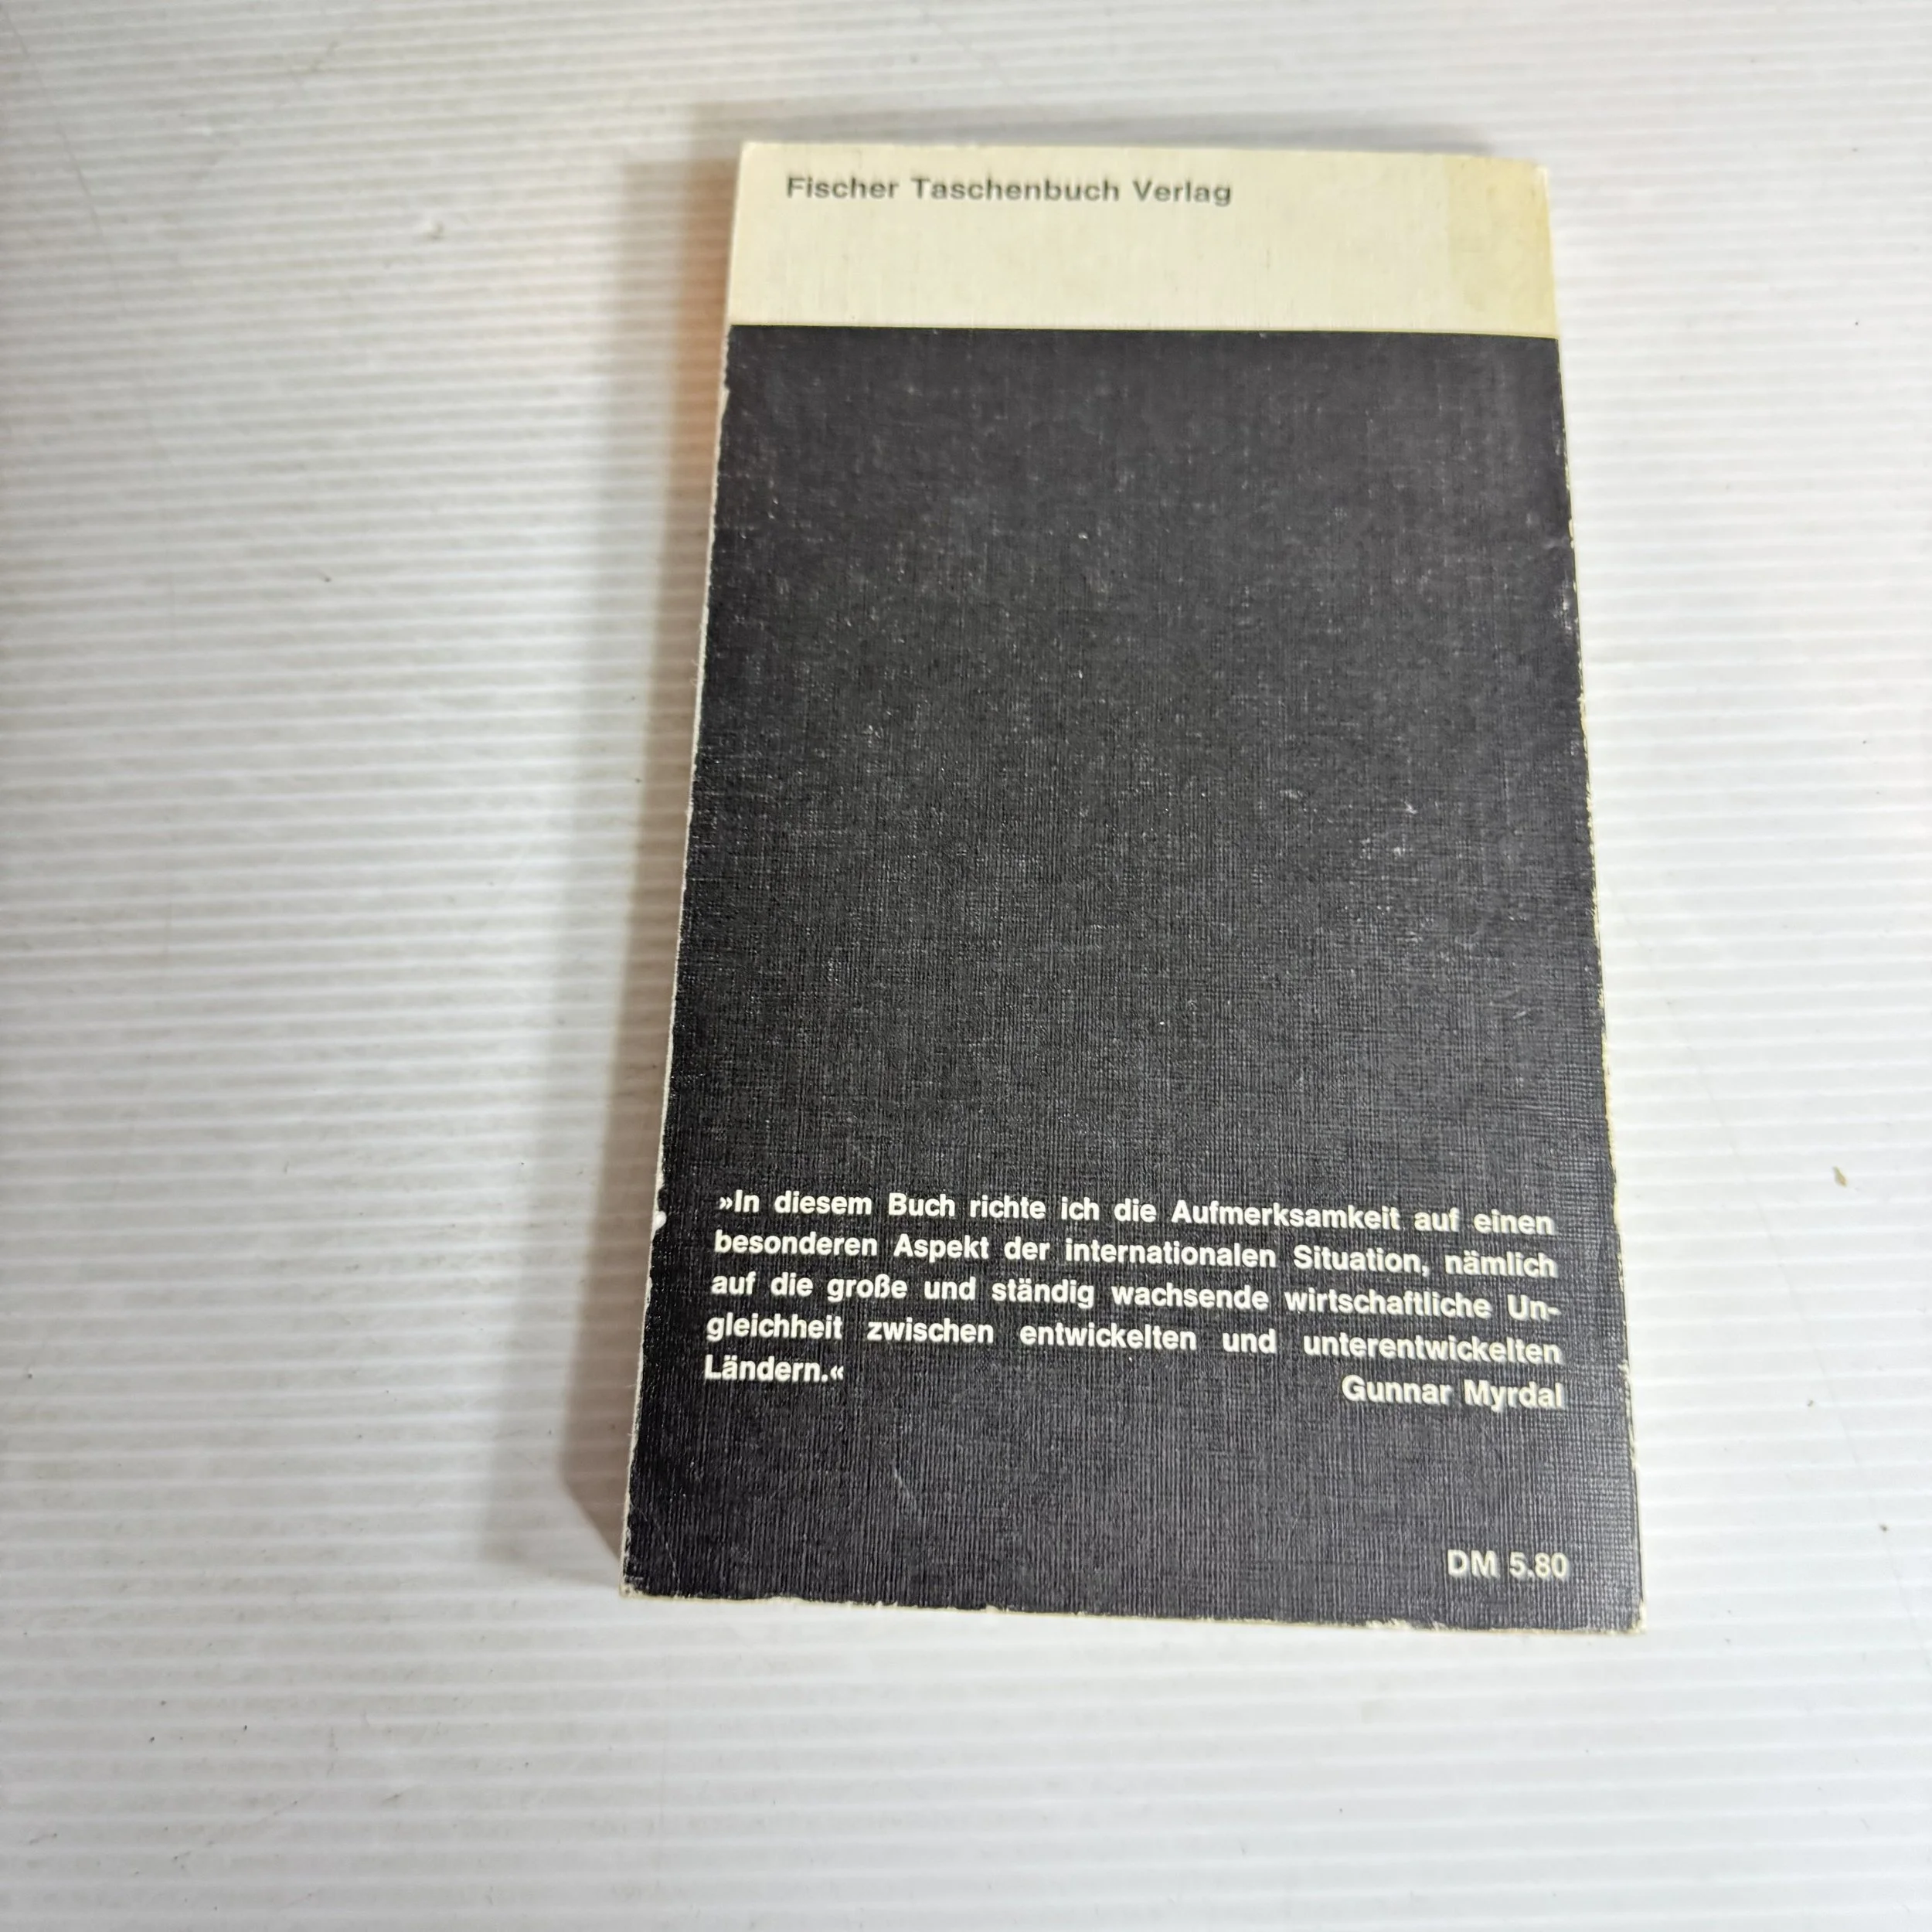 Fischer Taschenbuch Verlag
»In diesem Buch richte ich die Aufmerksamkeit auf einen
besonderen Aspekt der internationalen Situation, nämlich
auf die große und ständig wachsende wirtschaftliche Un-
gleichheit zwischen entwickelten und unterentwickelten
Ländern.«
Gunnar Myrdal
DM 5.80